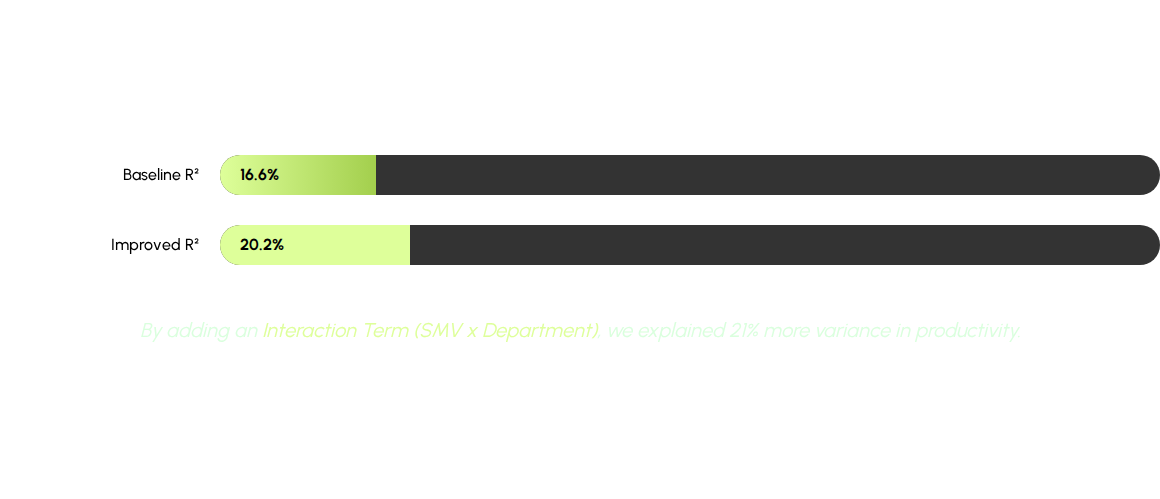 Baseline R²
16.6%
Improved R²
20.2%
By adding an Interaction Term (SMV x Department), we explained 21% more variance in productivity.